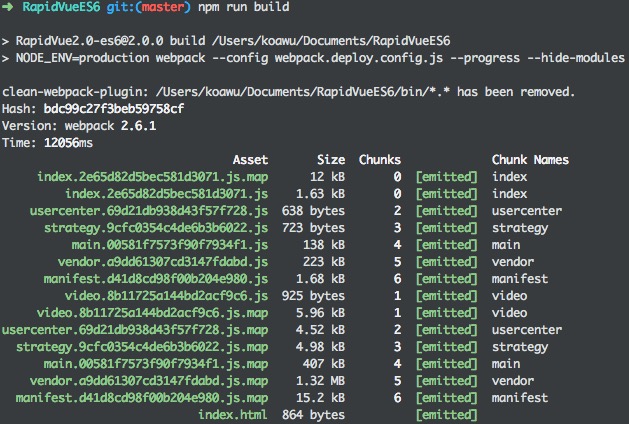 ➜ RapidVueES6 git:(master) npm run build
> RapidVue2.0-es6@2.0.0 build /Users/koawu/Documents/RapidVueES6
> NODE_ENV=production webpack --config webpack.deploy.config.js --progress --hide-modules
clean-webpack-plugin: /Users/koawu/Documents/RapidVueES6/bin/*.* has been removed.
Hash: bdc99c27f3beb59758cf
Version: webpack 2.6.1
Time: 12056ms
Asset Size Chunks Chunk Names
index.2e65d82d5bec581d3071.js.map 12 kB 0 [emitted] index
index.2e65d82d5bec581d3071.js 1.63 kB 0 [emitted] index
usercenter.69d21db938d43f57f728.js 638 bytes 2 [emitted] usercenter
strategy.9cfc0354c4de6b3b6022.js 723 bytes 3 [emitted] strategy
main.00581f7573f90f7934f1.js 138 kB 4 [emitted] main
vendor.a9dd61307cd3147fdabd.js 223 kB 5 [emitted] vendor
manifest.d41d8cd98f00b204e980.js 1.68 kB 6 [emitted] manifest
video.8b11725a144bd2acf9c6.js 925 bytes 1 [emitted] video
video.8b11725a144bd2acf9c6.js.map 5.96 kB 1 [emitted] video
usercenter.69d21db938d43f57f728.js.map 4.52 kB 2 [emitted] usercenter
strategy.9cfc0354c4de6b3b6022.js.map 4.98 kB 3 [emitted] strategy
main.00581f7573f90f7934f1.js.map 407 kB 4 [emitted] main
vendor.a9dd61307cd3147fdabd.js.map 1.32 MB 5 [emitted] vendor
manifest.d41d8cd98f00b204e980.js.map 15.2 kB 6 [emitted] manifest
index.html 864 bytes [emitted]